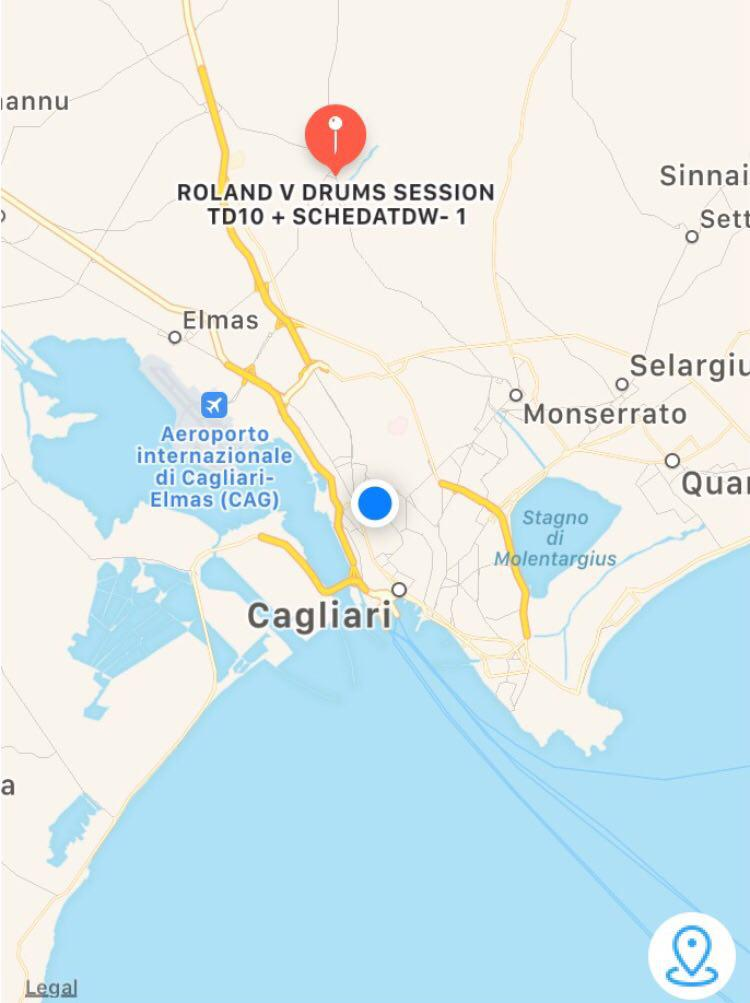 annu
ROLAND V DRUMS SESSION
TD10 + SCHEDATDW- 1
Sinnai
Sett
Elmas
Selargiu
Monserrato
Aeroporto
internazionale
di Cagliari-
Elmas (CAG)
Quar
Stagno
di
Molentargius
Cagliari
a
Legal